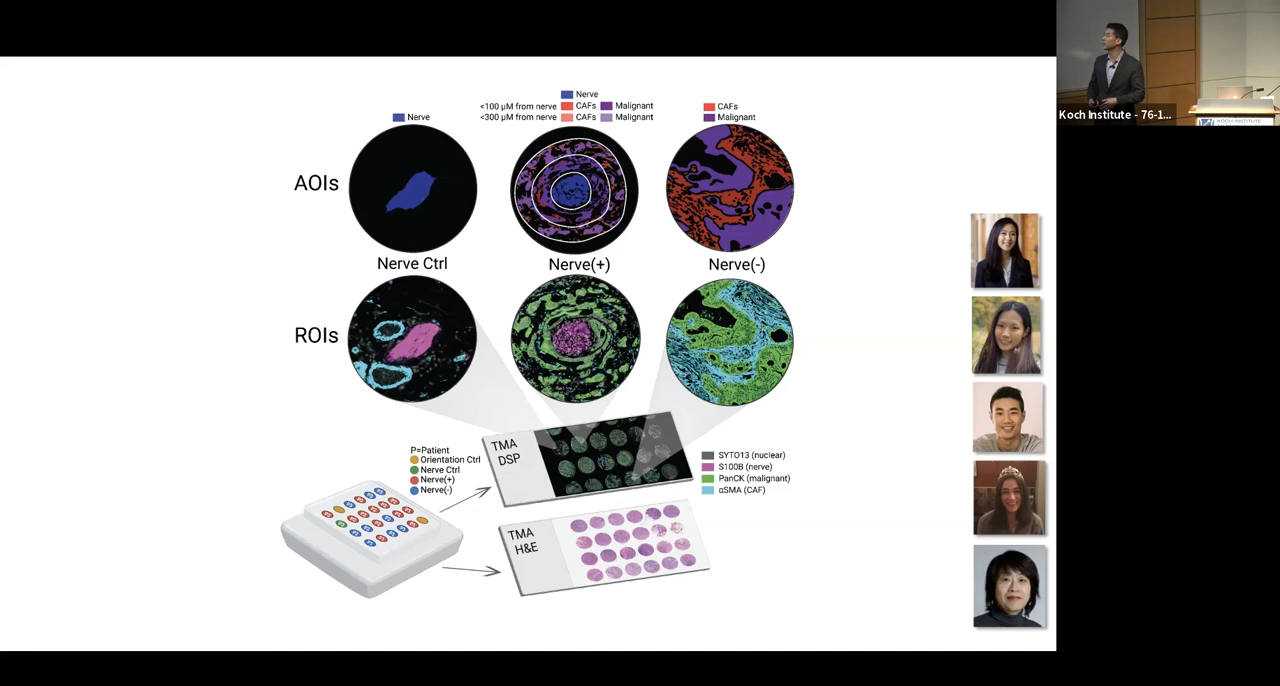 Nerve
Nerve
<100 µM from nerve CAFs Malignant
<300 µM from nerve CAFs Malignant
CAFs
Malignant
AOIs
Nerve Ctrl
Nerve(+)
Nerve(-)
ROIs
P=Patient
Orientation Ctrl
Nerve Ctrl
Nerve(+)
Nerve(-)
TMA
DSP
SYTO13 (nuclear)
S100B (nerve)
PanCK (malignant)
αSMA (CAF)
TMA
H&E
Koch Institute - 76-1...
KOCH INSTITUTE